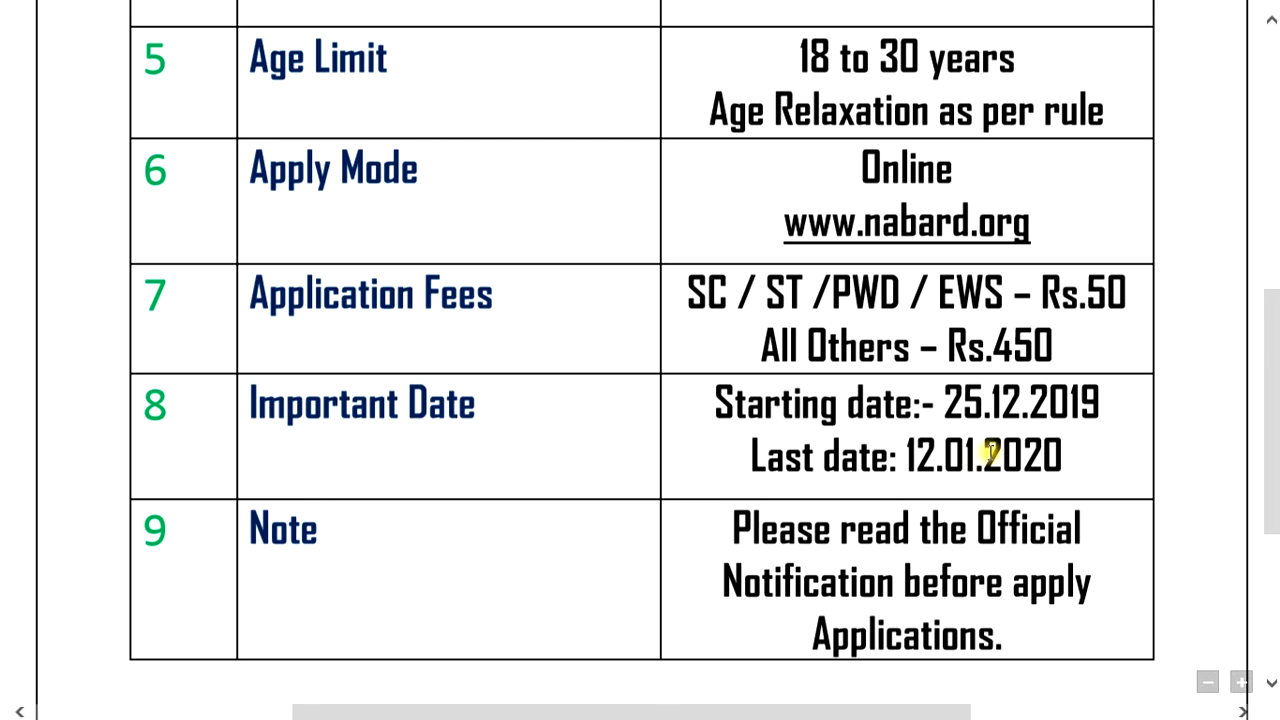 5 Age Limit 18 to 30 years
Age Relaxation as per rule
6 Apply Mode Online
www.nabard.org
7 Application Fees SC / ST /PWD / EWS – Rs.50
All Others – Rs.450
8 Important Date Starting date:- 25.12.2019
Last date: 12.01.2020
9 Note Please read the Official
Notification before apply
Applications.